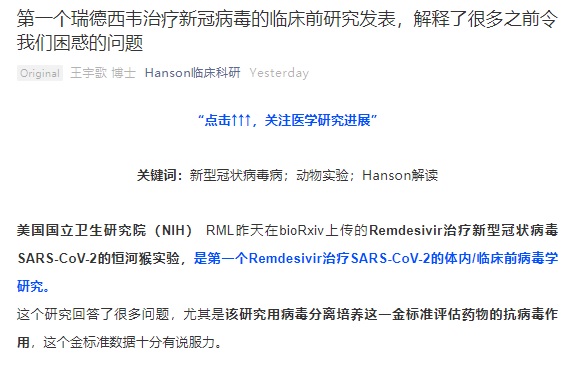 第一个瑞德西韦治疗新冠病毒的临床前研究发表，解释了很多之前令
我们困惑的问题
Original 王宇歌 博士 Hanson临床科研 Yesterday
“点击↑↑↑，关注医学研究进展”
关键词：新型冠状病毒病；动物实验；Hanson解读
美国国立卫生研究院（NIH） RML昨天在bioRxiv上传的Remdesivir治疗新型冠状病毒
SARS-CoV-2的恒河猴实验，是第一个Remdesivir治疗SARS-CoV-2的体内/临床前病毒学
研究。
这个研究回答了很多问题，尤其是该研究用病毒分离培养这一金标准评估药物的抗病毒作
用，这个金标准数据十分有说服力。